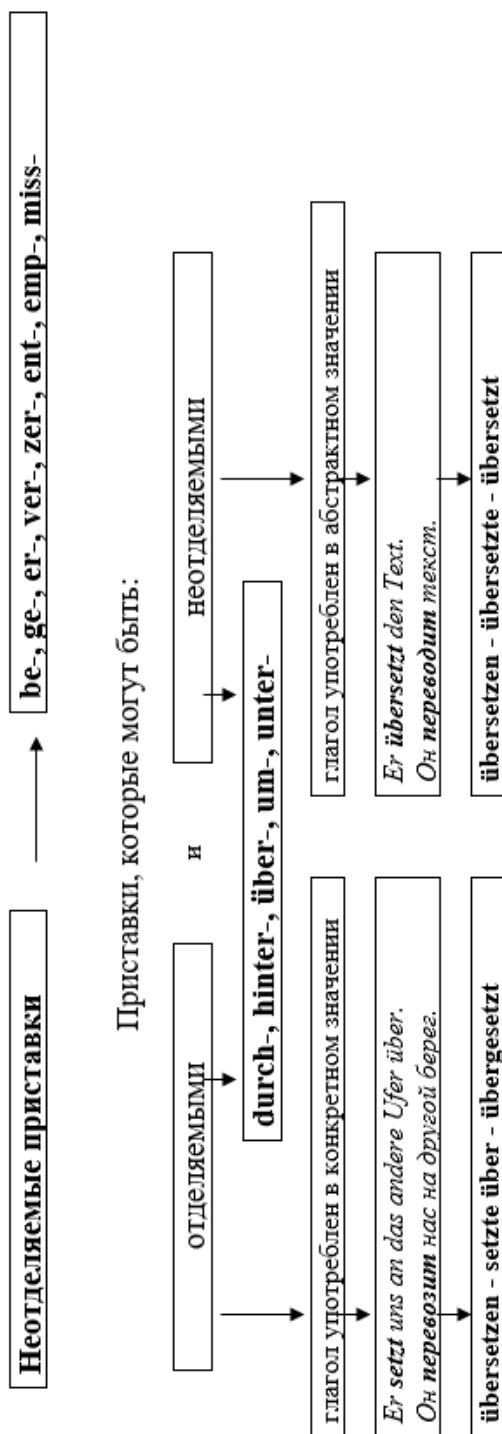 Неотделяемые приставки
be-, ge-, er-, ver-, zer-, ent-, emp-, miss-
Приставки, которые могут быть:
отделяемыми
и
неотделяемыми
durch-, hinter-, über-, um-, unter-
глагол употреблен в конкретном значении
глагол употреблен в абстрактном значении
Er setzt uns an das andere Ufer über.
Он перевозит нас на другой берег.
Er übersetzt den Text.
Он переводит текст.
übersetzen - setzte über - übergesetzt
übersetzen - übersetzte - übersetzt